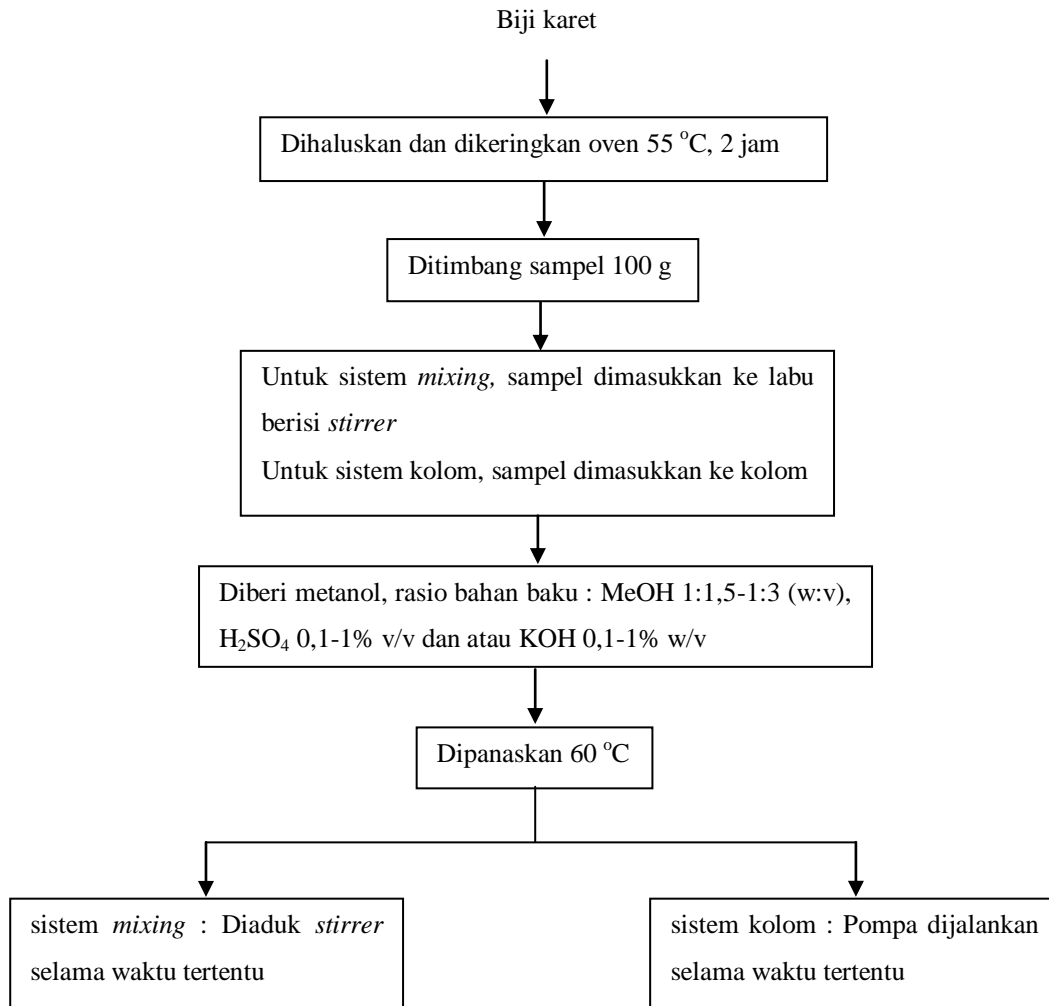 Biji karet
Dihaluskan dan dikeringkan oven 55 °C, 2 jam
Ditimbang sampel 100 g
Untuk sistem mixing, sampel dimasukkan ke labu
berisi stirrer
Untuk sistem kolom, sampel dimasukkan ke kolom
Diberi metanol, rasio bahan baku : MeOH 1:1,5-1:3 (w:v),
H₂SO₄ 0,1-1% v/v dan atau KOH 0,1-1% w/v
Dipanaskan 60 °C
sistem mixing : Diaduk stirrer
selama waktu tertentu
sistem kolom : Pompa dijalankan
selama waktu tertentu